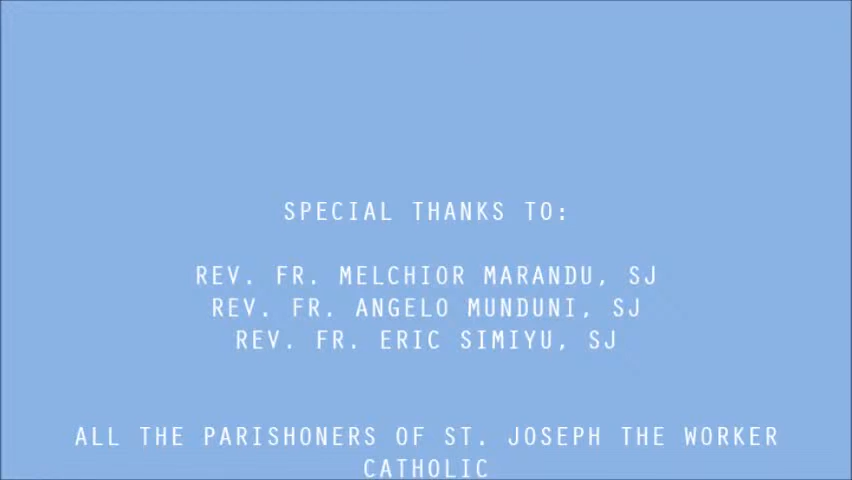 SPECIAL THANKS TO:
REV. FR. MELCHIOR MARANDU, SJ
REV. FR. ANGELO MUNDUNI, SJ
REV. FR. ERIC SIMIYU, SJ
ALL THE PARISHONERS OF ST. JOSEPH THE WORKER
CATHOLIC